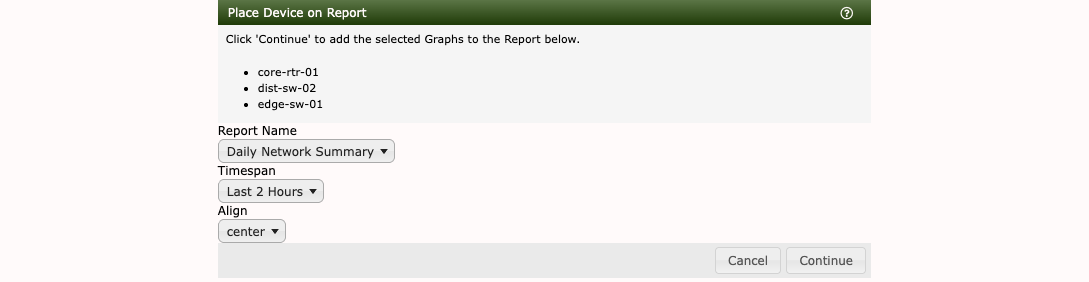 Place Device on Report
Click 'Continue' to add the selected Graphs to the Report below.
core-rtr-01
dist-sw-02
edge-sw-01
Report Name
Daily Network Summary
Timespan
Last 2 Hours
Align
center
Cancel Continue